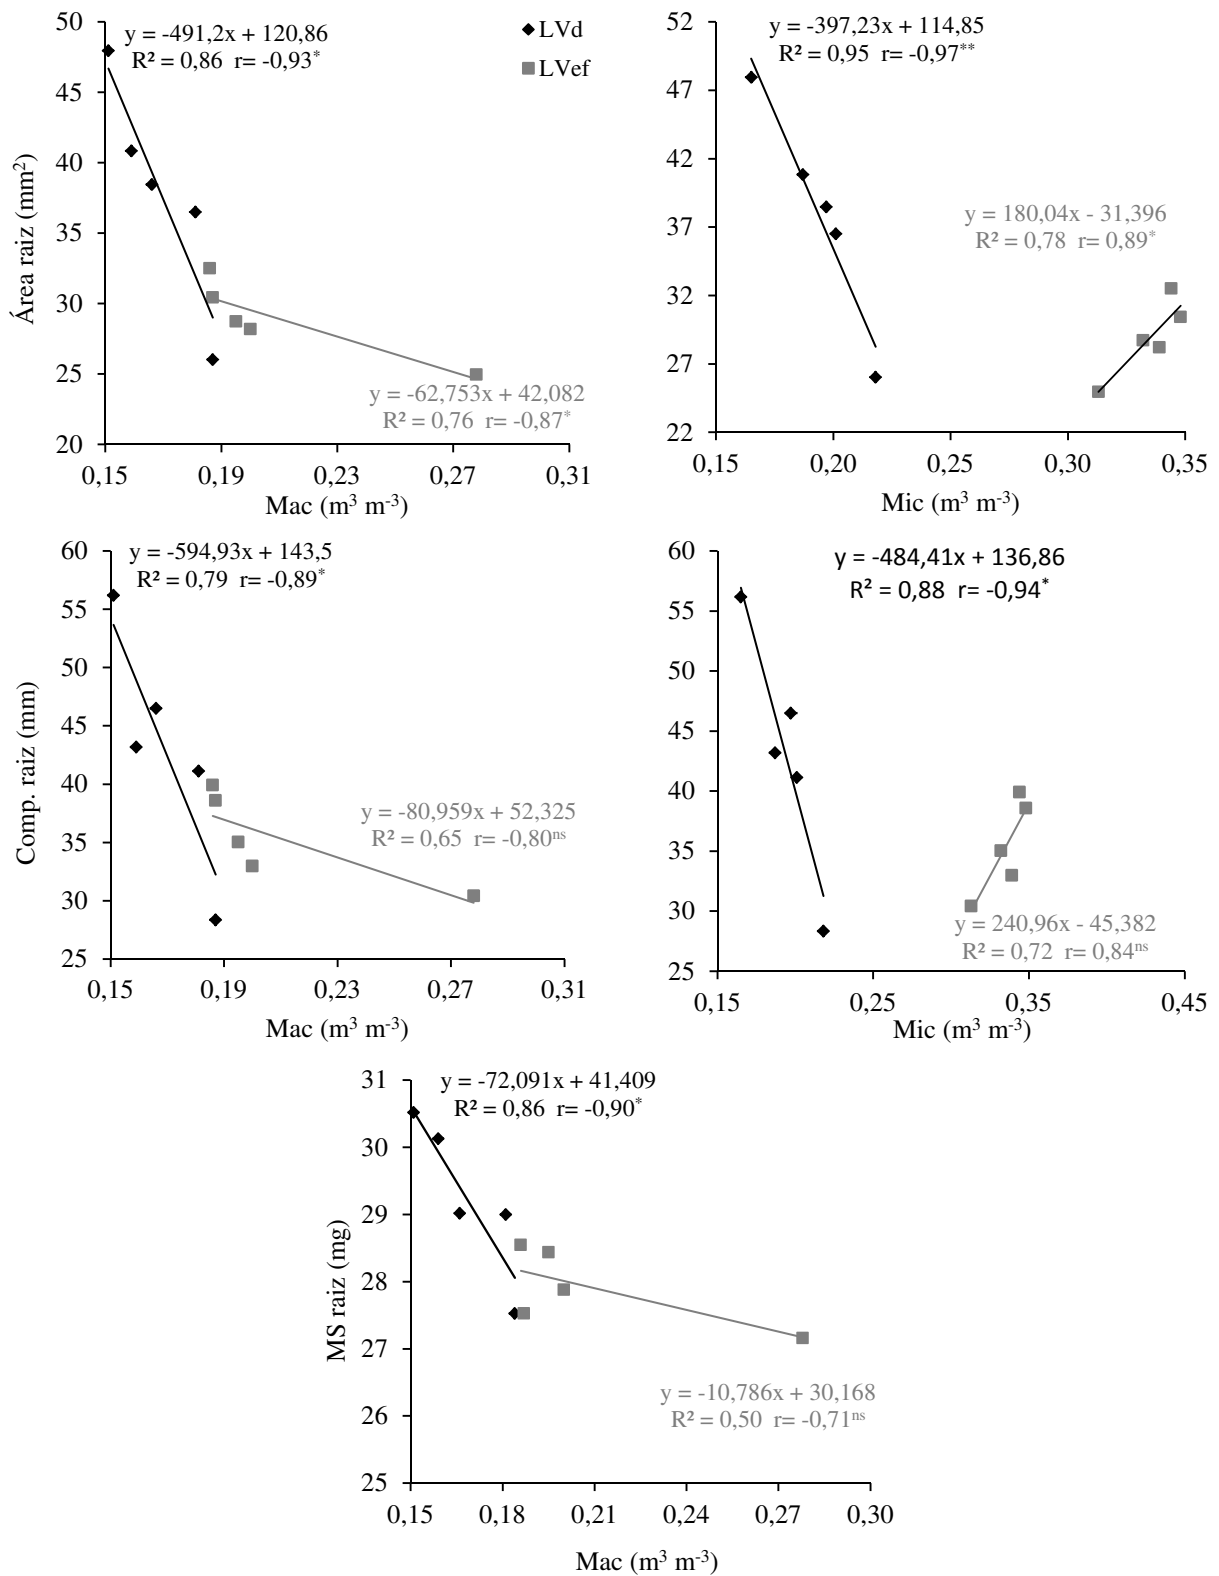 y = -491,2x + 120,86
R² = 0,86 r= -0,93*
LVd
LVef
50
45
40
35
30
25
20
Área raiz (mm²)
y = -62,753x + 42,082
R² = 0,76 r= -0,87*
0,15 0,19 0,23 0,27 0,31
Mac (m³ m⁻³)
y = -397,23x + 114,85
R² = 0,95 r= -0,97**
52
47
42
37
32
27
22
y = 180,04x - 31,396
R² = 0,78 r= 0,89*
0,15 0,20 0,25 0,30 0,35
Mic (m³ m⁻³)
y = -594,93x + 143,5
R² = 0,79 r= -0,89*
60
55
50
45
40
35
30
25
Comp. raiz (mm)
y = -80,959x + 52,325
R² = 0,65 r= -0,80ⁿˢ
0,15 0,19 0,23 0,27 0,31
Mac (m³ m⁻³)
y = -484,41x + 136,86
R² = 0,88 r= -0,94*
60
55
50
45
40
35
30
25
y = 240,96x - 45,382
R² = 0,72 r= 0,84ⁿˢ
0,15 0,25 0,35 0,45
Mic (m³ m⁻³)
y = -72,091x + 41,409
R² = 0,86 r= -0,90*
31
30
29
28
27
26
25
MS raiz (mg)
y = -10,786x + 30,168
R² = 0,50 r= -0,71ⁿˢ
0,15 0,18 0,21 0,24 0,27 0,30
Mac (m³ m⁻³)